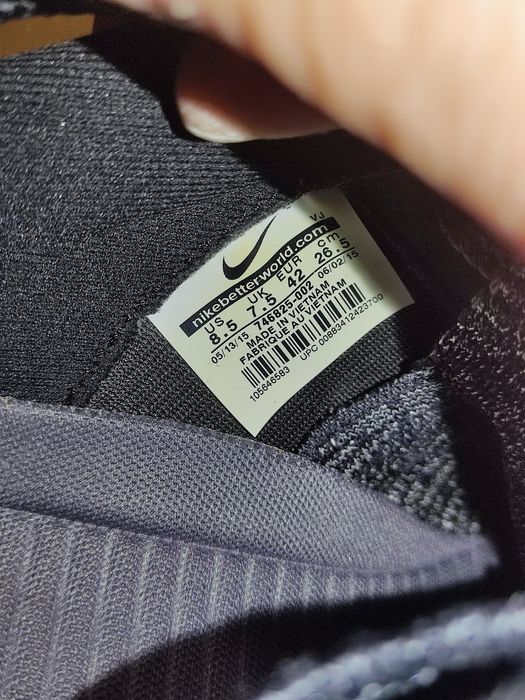 VJ
nikebetterworld.com
US UK EUR cm
8.5 7.5 42 26.5
05/13/15 746825-002 06/02/15
MADE IN VIETNAM
FABRIQUE AU VIETNAM
105646583 UPC 00883412423700